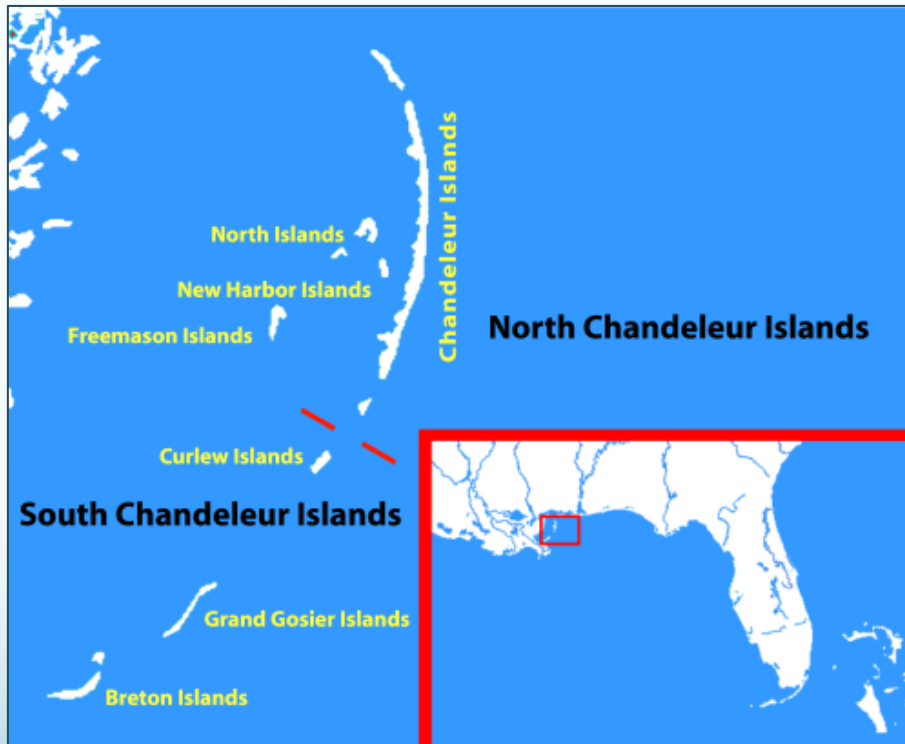 Chandeleur Islands
North Islands
New Harbor Islands
North Chandeleur Islands
Freemason Islands
Curlew Islands
South Chandeleur Islands
Grand Gosier Islands
Breton Islands